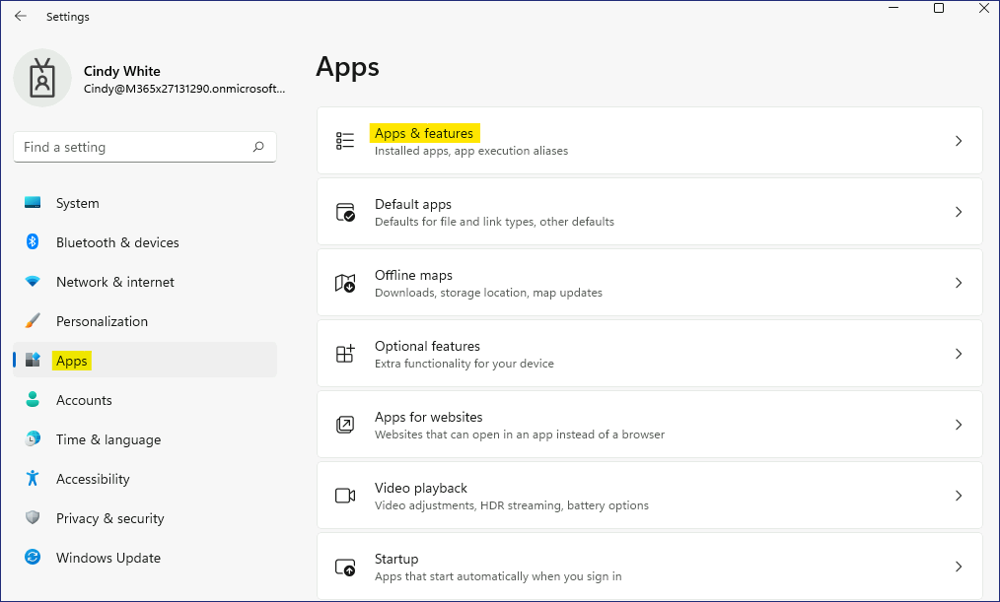 Settings
Cindy White
Cindy@M365x27131290.onmicrosoft...
Find a setting
System
Bluetooth & devices
Network & internet
Personalization
Apps
Accounts
Time & language
Accessibility
Privacy & security
Windows Update
Apps
Apps & features
Installed apps, app execution aliases
Default apps
Defaults for file and link types, other defaults
Offline maps
Downloads, storage location, map updates
Optional features
Extra functionality for your device
Apps for websites
Websites that can open in an app instead of a browser
Video playback
Video adjustments, HDR streaming, battery options
Startup
Apps that start automatically when you sign in